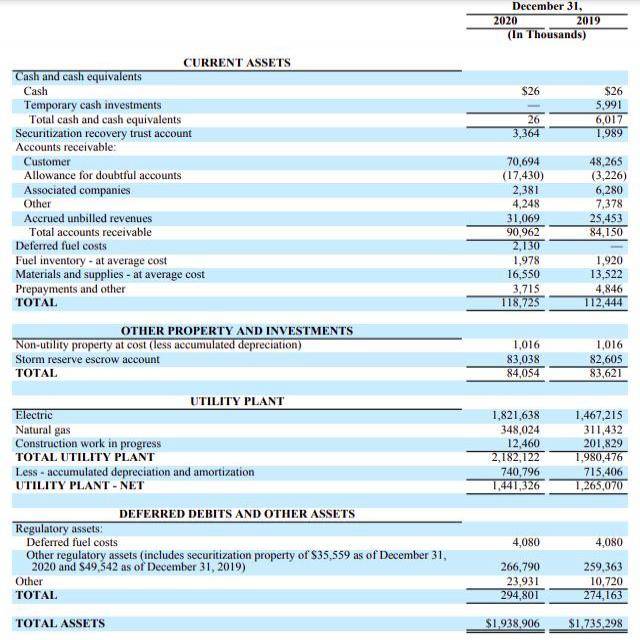 December 31,
2020 2019
(In Thousands)
CURRENT ASSETS
Cash and cash equivalents
Cash $26 $26
Temporary cash investments — 5,991
Total cash and cash equivalents 26 6,017
Securitization recovery trust account 3,364 1,989
Accounts receivable:
Customer 70,694 48,265
Allowance for doubtful accounts (17,430) (3,226)
Associated companies 2,381 6,280
Other 4,248 7,378
Accrued unbilled revenues 31,069 25,453
Total accounts receivable 90,962 84,150
Deferred fuel costs 2,130 —
Fuel inventory - at average cost 1,978 1,920
Materials and supplies - at average cost 16,550 13,522
Prepayments and other 3,715 4,846
TOTAL 118,725 112,444
OTHER PROPERTY AND INVESTMENTS
Non-utility property at cost (less accumulated depreciation) 1,016 1,016
Storm reserve escrow account 83,038 82,605
TOTAL 84,054 83,621
UTILITY PLANT
Electric 1,821,638 1,467,215
Natural gas 348,024 311,432
Construction work in progress 12,460 201,829
TOTAL UTILITY PLANT 2,182,122 1,980,476
Less - accumulated depreciation and amortization 740,796 715,406
UTILITY PLANT - NET 1,441,326 1,265,070
DEFERRED DEBITS AND OTHER ASSETS
Regulatory assets:
Deferred fuel costs 4,080 4,080
Other regulatory assets (includes securitization property of $35,559 as of December 31,
2020 and $49,542 as of December 31, 2019) 266,790 259,363
Other 23,931 10,720
TOTAL 294,801 274,163
TOTAL ASSETS $1,938,906 $1,735,298